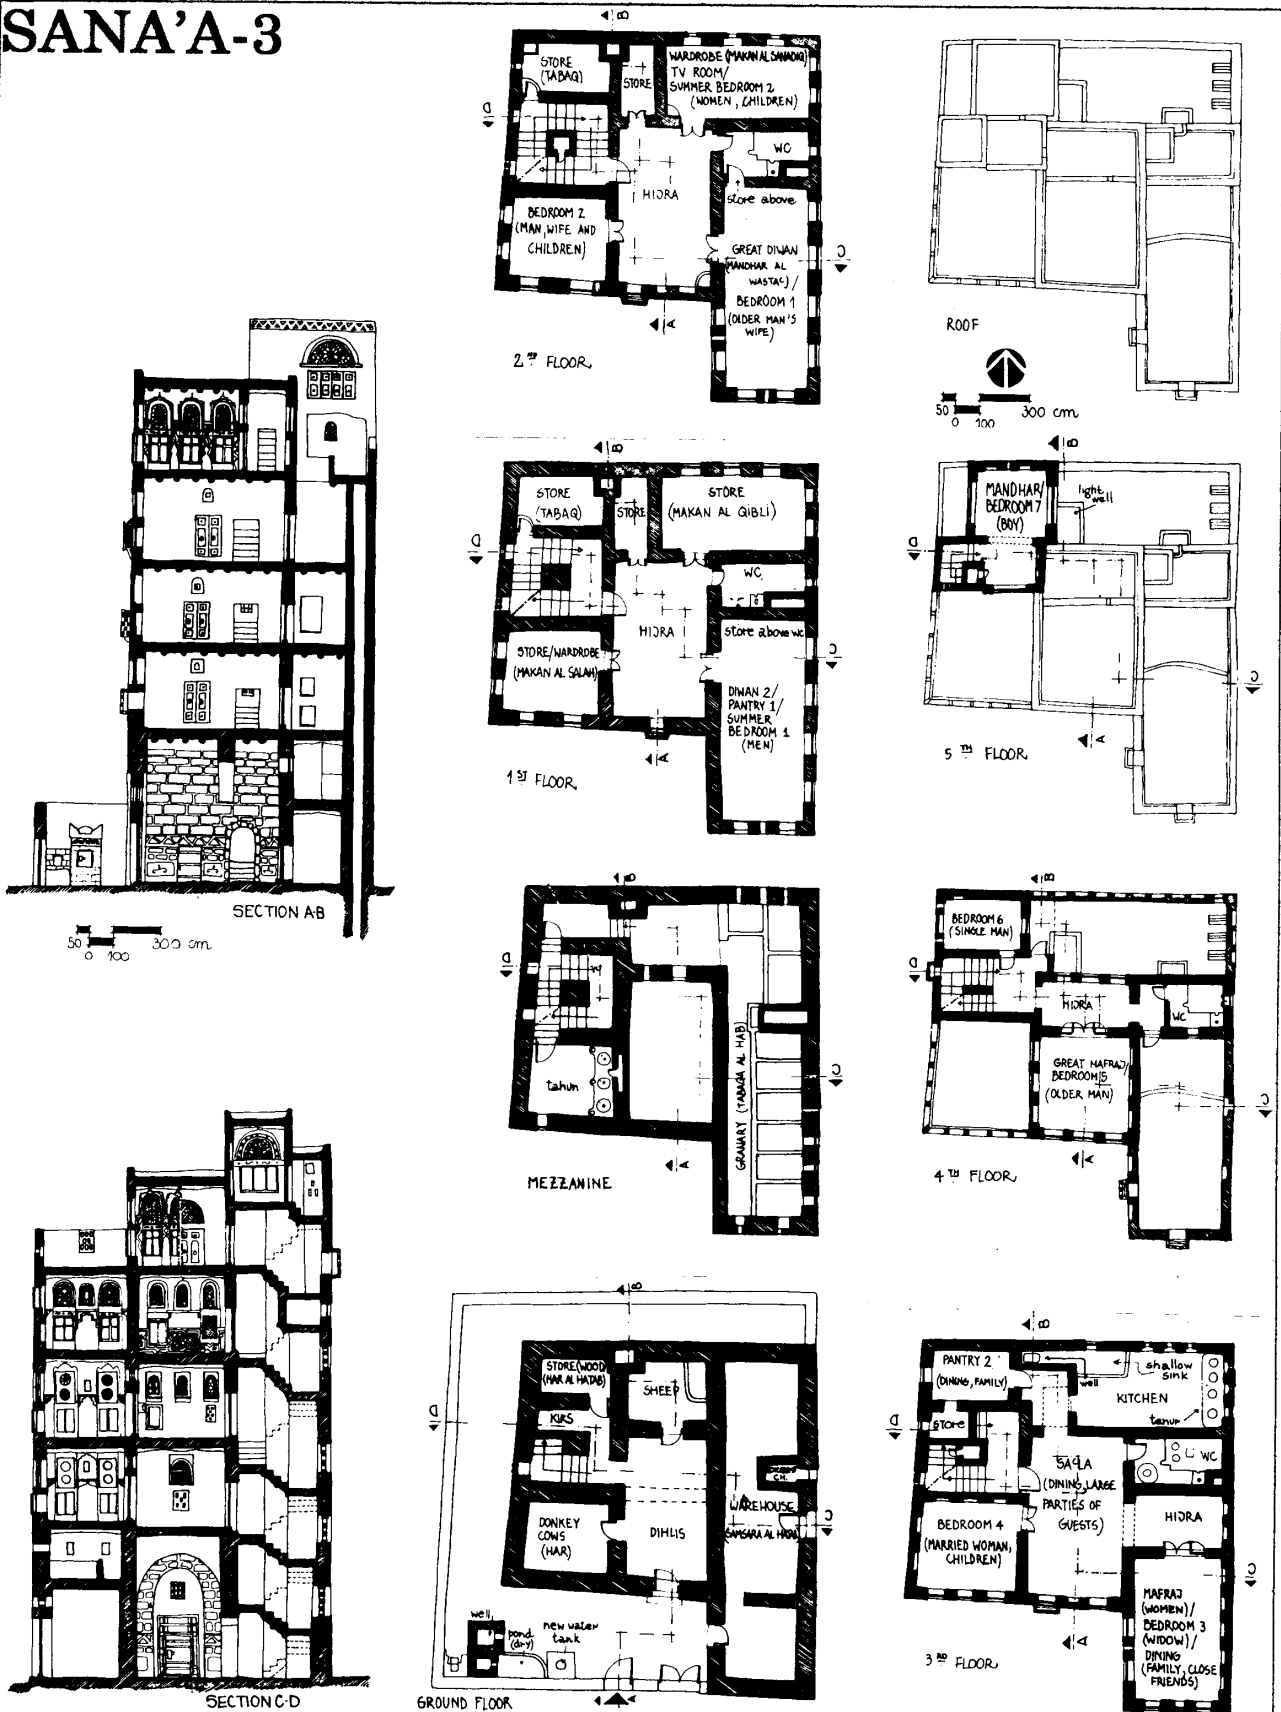 SANA'A-3
STORE
(TABAQ)
STORE
WARDROBE (MAKAN AL SANADIQ)
TV ROOM/
SUMMER BEDROOM 2
(WOMEN, CHILDREN)
WC
HIJRA
store above
BEDROOM 2
(MAN, WIFE AND
CHILDREN)
GREAT DIWAN
(MANDHAR AL
WASTAC)/
BEDROOM 1
(OLDER MAN'S
WIFE)
B
D
C
A
2ND FLOOR
ROOF
50 0 100 300 cm
SECTION A-B
50 0 100 300 cm
STORE
(TABAQ)
STORE
STORE
(MAKAN AL QIBLI)
WC
HIJRA
store above wc
STORE/WARDROBE
(MAKAN AL SALAH)
DIWAN 2/
PANTRY 1/
SUMMER
BEDROOM 1
(MEN)
B
D
C
A
1ST FLOOR
MANDHAR/
BEDROOM 7
(BOY)
light
well
B
D
C
A
5TH FLOOR
tahun
GRANARY (TABAQA AL HAB)
B
D
C
A
MEZZANINE
BEDROOM 6
(SINGLE MAN)
HIJRA
WC
GREAT MAFRAJ/
BEDROOM 5
(OLDER MAN)
B
D
C
A
4TH FLOOR
SECTION C-D
STORE (WOOD)
(HAR AL HATAB)
SHEEP
KIRS
DONKEY
COWS
(HAR)
DIHLIS
CH.
WAREHOUSE
well
pond
(dry)
new water
tank
B
D
C
A
GROUND FLOOR
PANTRY 2
(DINING, FAMILY)
well
shallow
sink
KITCHEN
tanur
store
WC
SALA
(DINING, LARGE
PARTIES OF
GUESTS)
HIJRA
BEDROOM 4
(MARRIED WOMAN,
CHILDREN)
MAFRAJ
(WOMEN)/
BEDROOM 3
(WIDOW)/
DINING
(FAMILY, CLOSE
FRIENDS)
B
D
C
A
3RD FLOOR